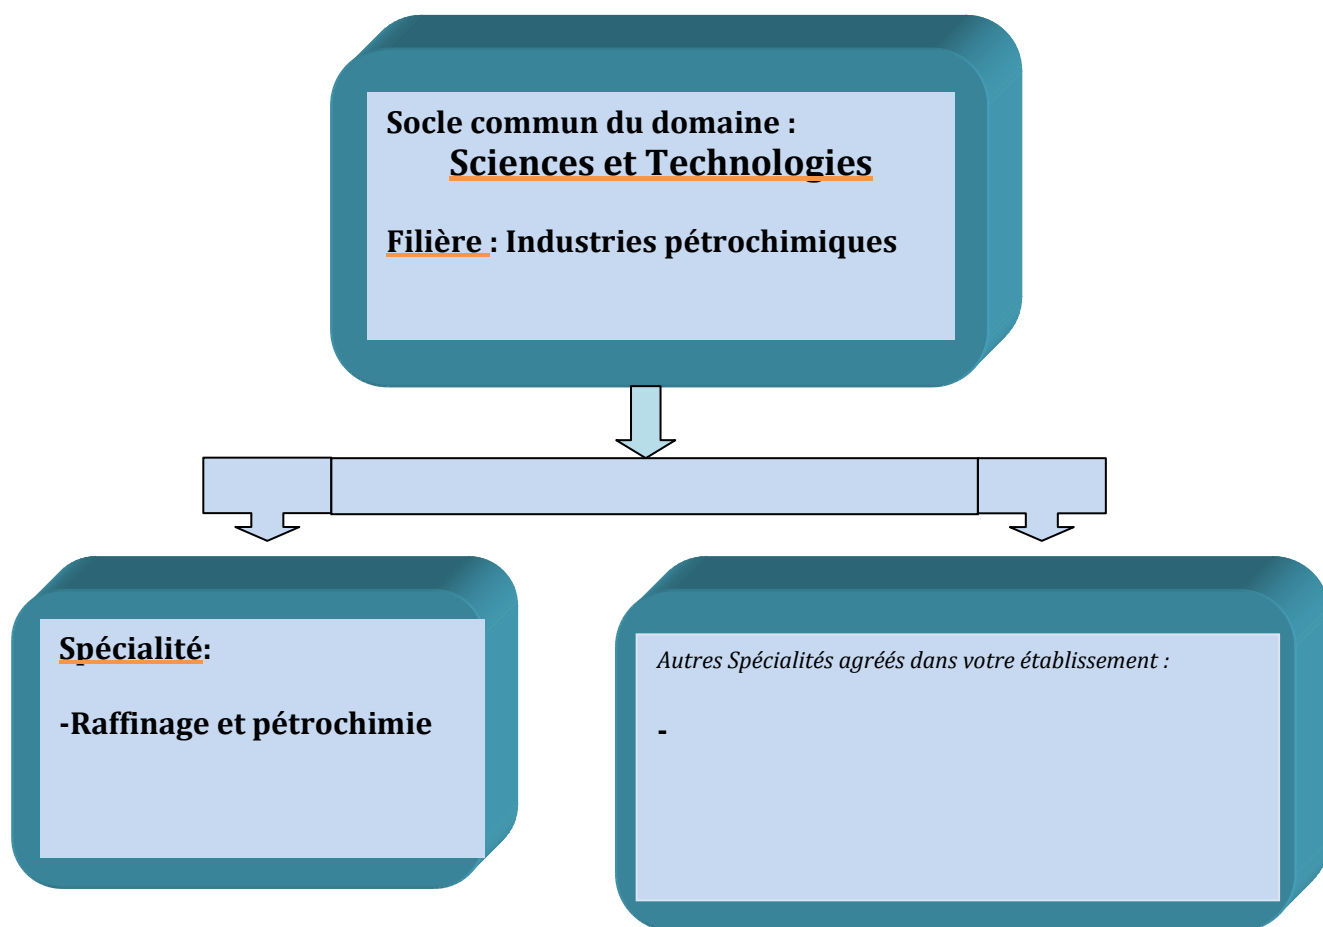 Socle commun du domaine :
Sciences et Technologies
Filière : Industries pétrochimiques
Spécialité:
-Raffinage et pétrochimie
Autres Spécialités agréés dans votre établissement :
-